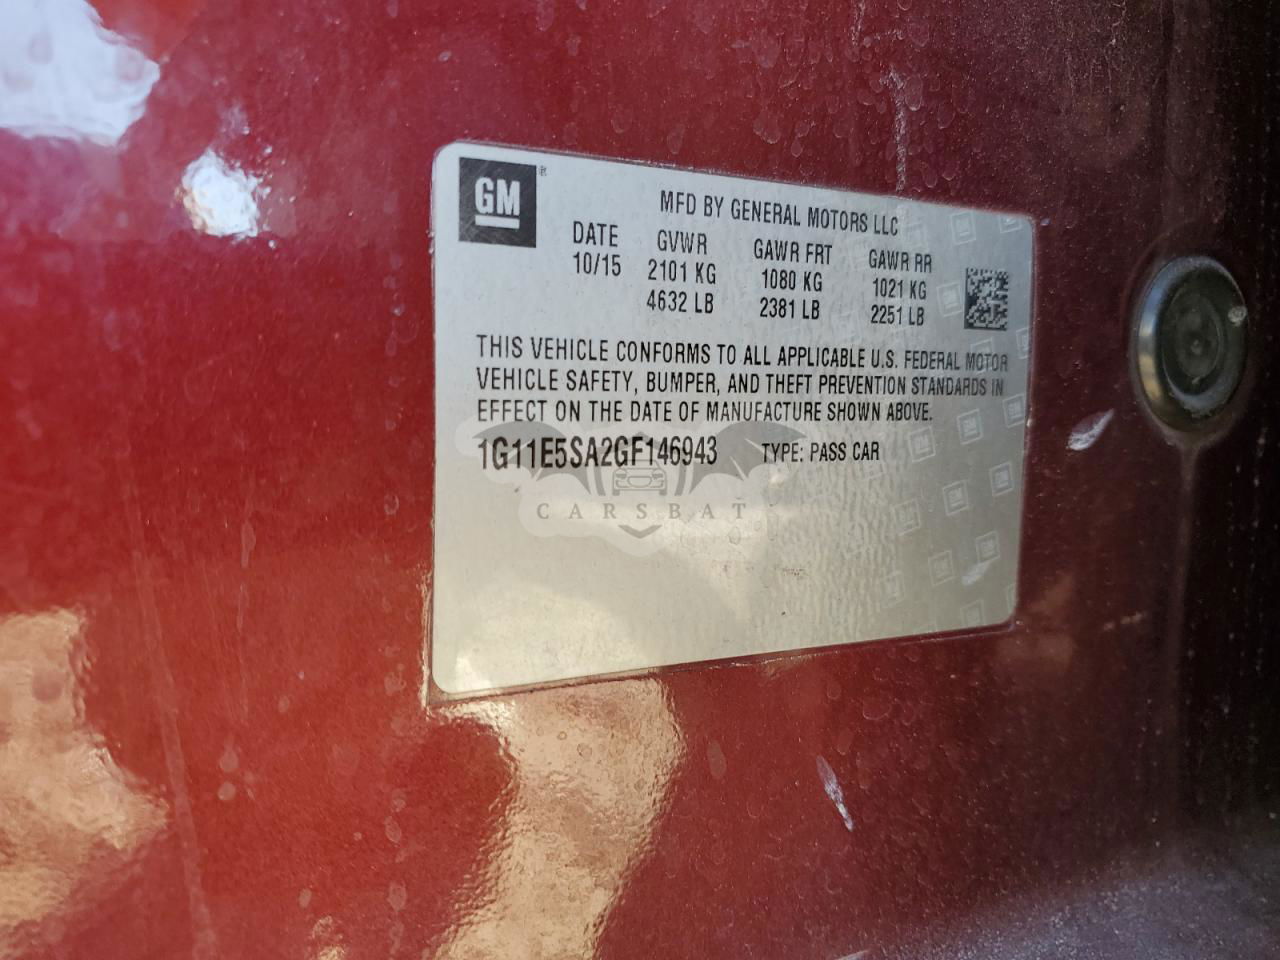 GM
MFD BY GENERAL MOTORS LLC
DATE GVWR GAWR FRT GAWR RR
10/15 2101 KG 1080 KG 1021 KG
4632 LB 2381 LB 2251 LB
THIS VEHICLE CONFORMS TO ALL APPLICABLE U.S. FEDERAL MOTOR
VEHICLE SAFETY, BUMPER, AND THEFT PREVENTION STANDARDS IN
EFFECT ON THE DATE OF MANUFACTURE SHOWN ABOVE.
1G11E5SA2GF146943 TYPE: PASS CAR
CARSBAT